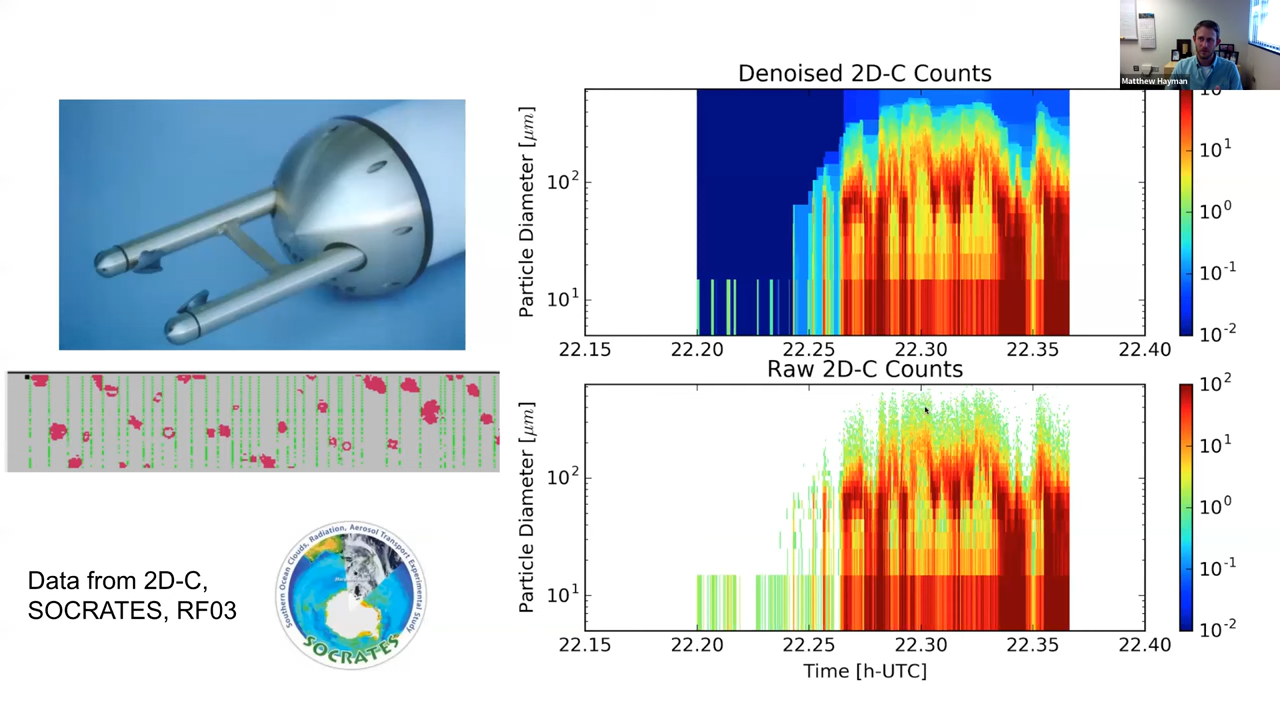 Matthew Hayman
Denoised 2D-C Counts
Particle Diameter [μm]
10²
10¹
22.15 22.20 22.25 22.30 22.35 22.40
10¹
10⁰
10⁻¹
10⁻²
Raw 2D-C Counts
Particle Diameter [μm]
10²
10¹
22.15 22.20 22.25 22.30 22.35 22.40
Time [h-UTC]
10²
10¹
10⁰
10⁻¹
10⁻²
Data from 2D-C,
SOCRATES, RF03
Southern Ocean Clouds, Radiation, Aerosol Transport Experimental Study
SOCRATES